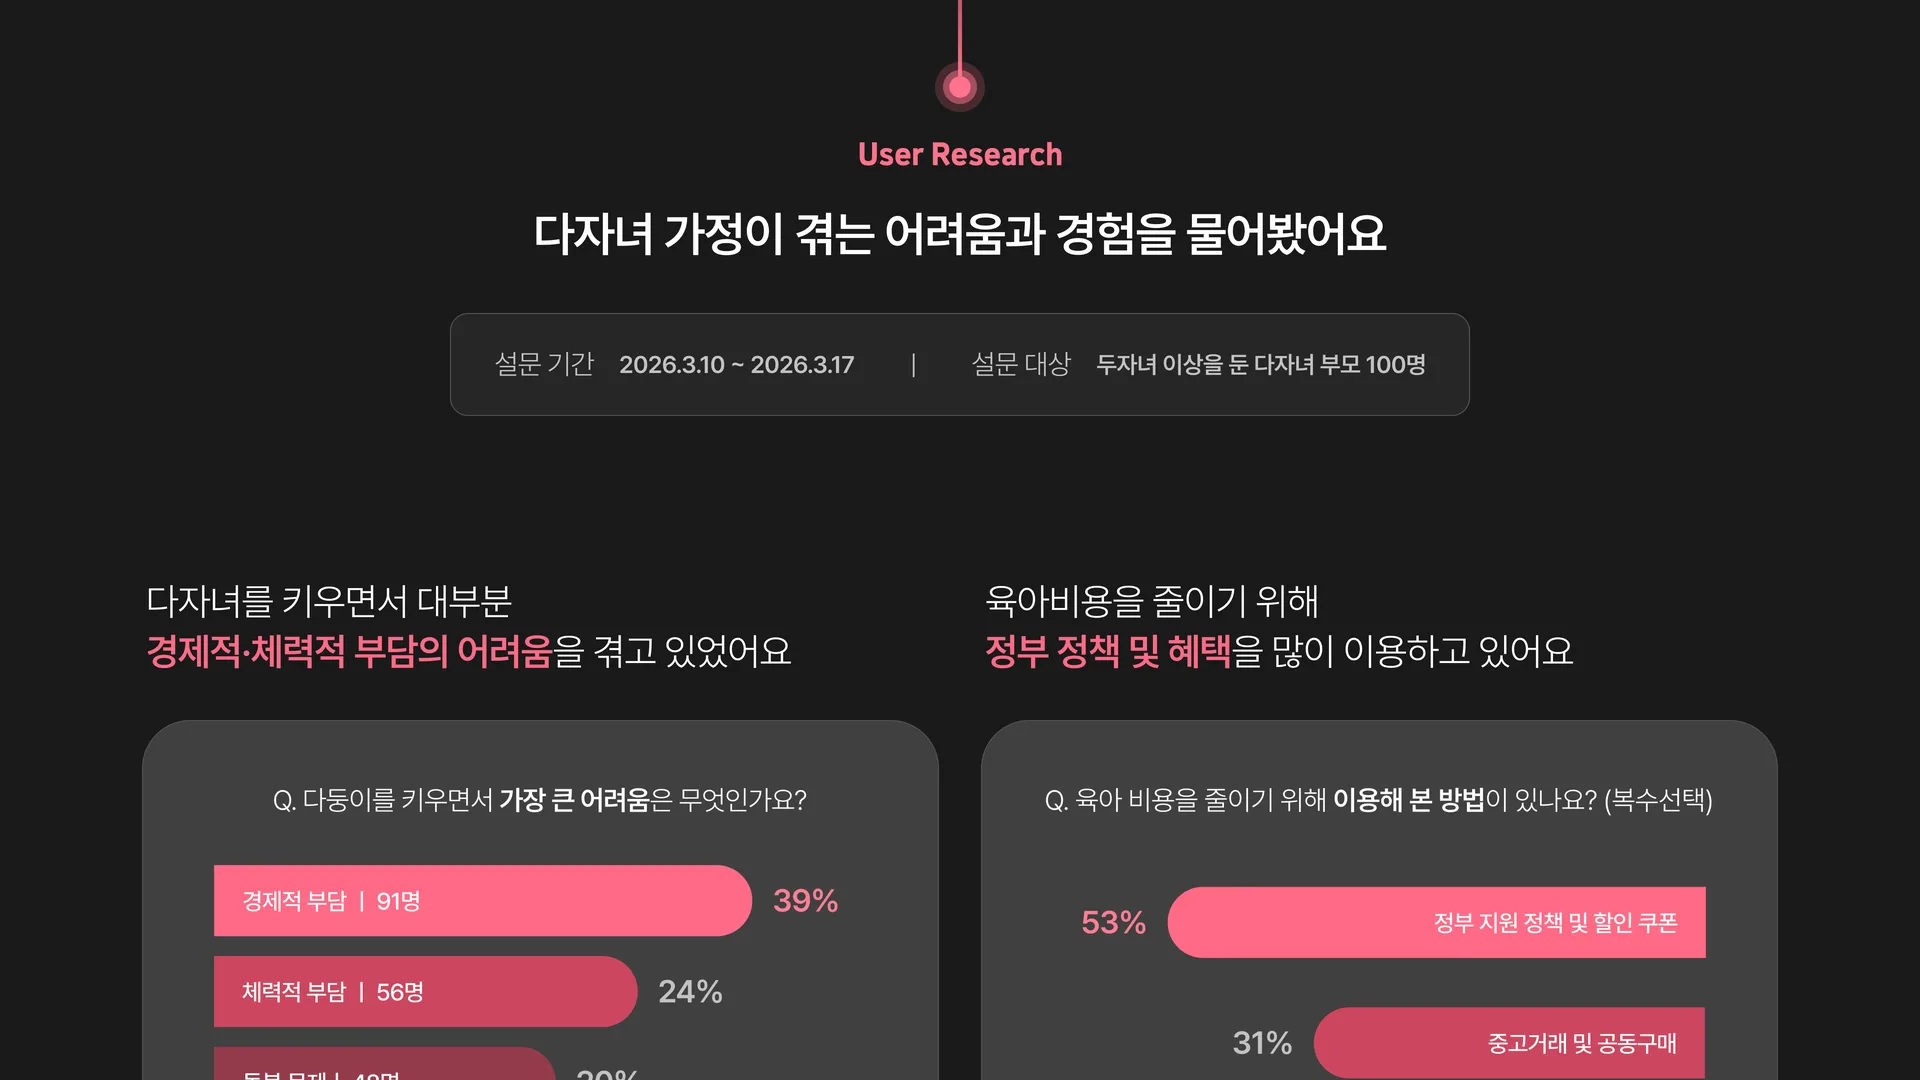 User Research
다자녀 가정이 겪는 어려움과 경험을 물어봤어요
설문 기간 2026.3.10 ~ 2026.3.17 | 설문 대상 두자녀 이상을 둔 다자녀 부모 100명
다자녀를 키우면서 대부분
경제적·체력적 부담의 어려움을 겪고 있었어요
Q. 다둥이를 키우면서 가장 큰 어려움은 무엇인가요?
경제적 부담 | 91명 39%
체력적 부담 | 56명 24%
육아비용을 줄이기 위해
정부 정책 및 혜택을 많이 이용하고 있어요
Q. 육아 비용을 줄이기 위해 이용해 본 방법이 있나요? (복수선택)
53% 정부 지원 정책 및 할인 쿠폰
31% 중고거래 및 공동구매